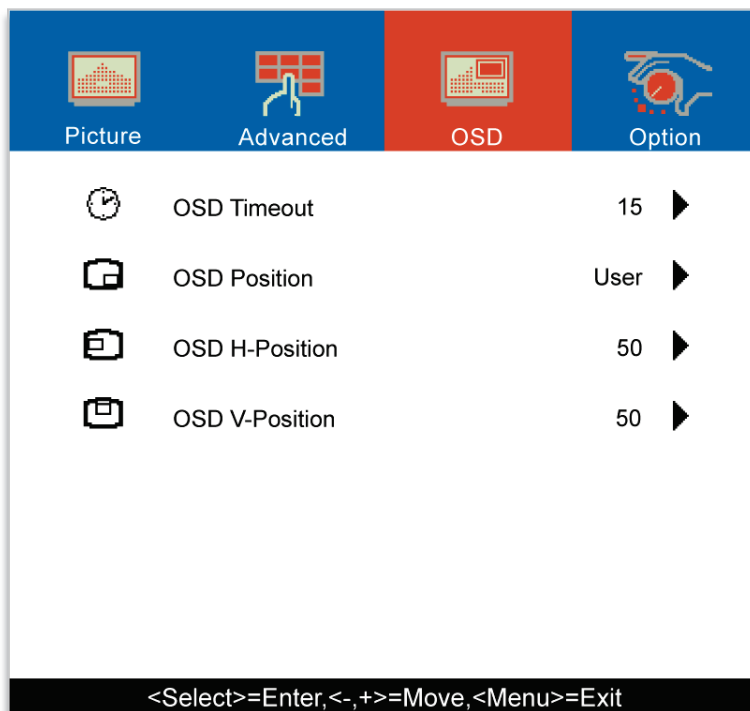 Picture Advanced OSD Option
OSD Timeout 15
OSD Position User
OSD H-Position 50
OSD V-Position 50
<Select>=Enter,<-,+>=Move,<Menu>=Exit